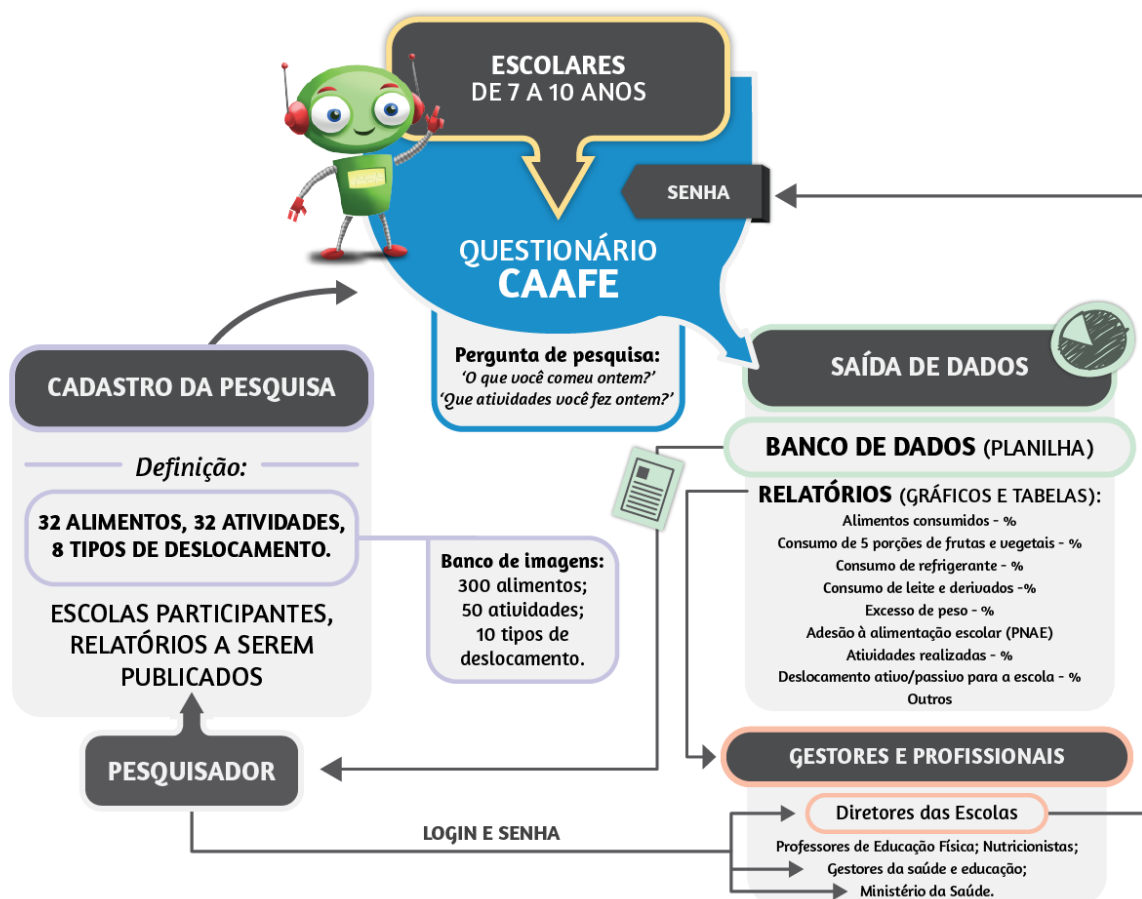 ESCOLARES
DE 7 A 10 ANOS
SENHA
QUESTIONÁRIO
CAAFE
Pergunta de pesquisa:
‘O que você comeu ontem?’
‘Que atividades você fez ontem?’
CADASTRO DA PESQUISA
Definição:
32 ALIMENTOS, 32 ATIVIDADES,
8 TIPOS DE DESLOCAMENTO.
Banco de imagens:
300 alimentos;
50 atividades;
10 tipos de
deslocamento.
ESCOLAS PARTICIPANTES,
RELATÓRIOS A SEREM
PUBLICADOS
PESQUISADOR
LOGIN E SENHA
SAÍDA DE DADOS
BANCO DE DADOS (PLANILHA)
RELATÓRIOS (GRÁFICOS E TABELAS):
Alimentos consumidos - %
Consumo de 5 porções de frutas e vegetais - %
Consumo de refrigerante - %
Consumo de leite e derivados -%
Excesso de peso - %
Adesão à alimentação escolar (PNAE)
Atividades realizadas - %
Deslocamento ativo/passivo para a escola - %
Outros
GESTORES E PROFISSIONAIS
Diretores das Escolas
Professores de Educação Física; Nutricionistas;
Gestores da saúde e educação;
Ministério da Saúde.